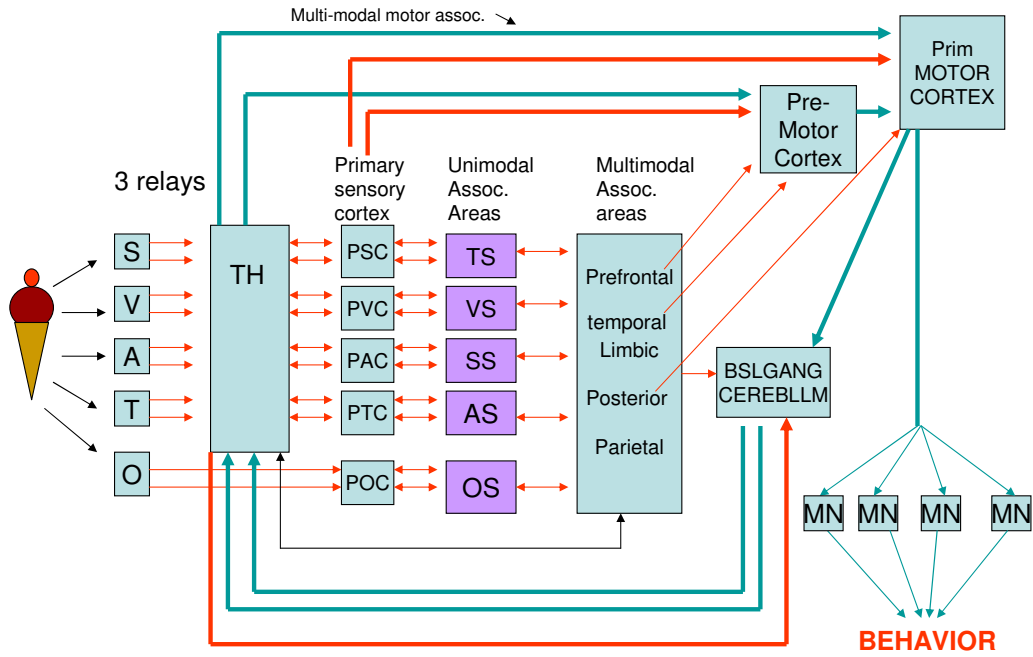 Multi-modal motor assoc.
Prim
MOTOR
CORTEX
Pre-
Motor
Cortex
3 relays
Primary
sensory
cortex
Unimodal
Assoc.
Areas
Multimodal
Assoc.
areas
S
V
A
T
O
TH
PSC
PVC
PAC
PTC
POC
TS
VS
SS
AS
OS
Prefrontal
temporal
Limbic
Posterior
Parietal
BSLGANG
CEREBLLM
MN
MN
MN
MN
BEHAVIOR